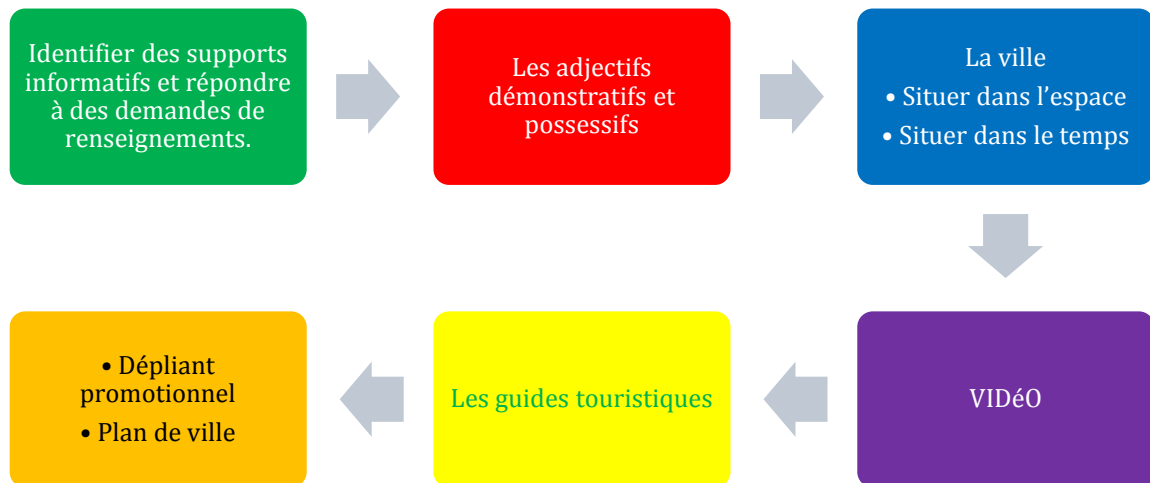 Identifier des supports
informatifs et répondre
à des demandes de
renseignements.
Les adjectifs
démonstratifs et
possessifs
La ville
• Situer dans l'espace
• Situer dans le temps
VIDéO
Les guides touristiques
• Dépliant
promotionnel
• Plan de ville